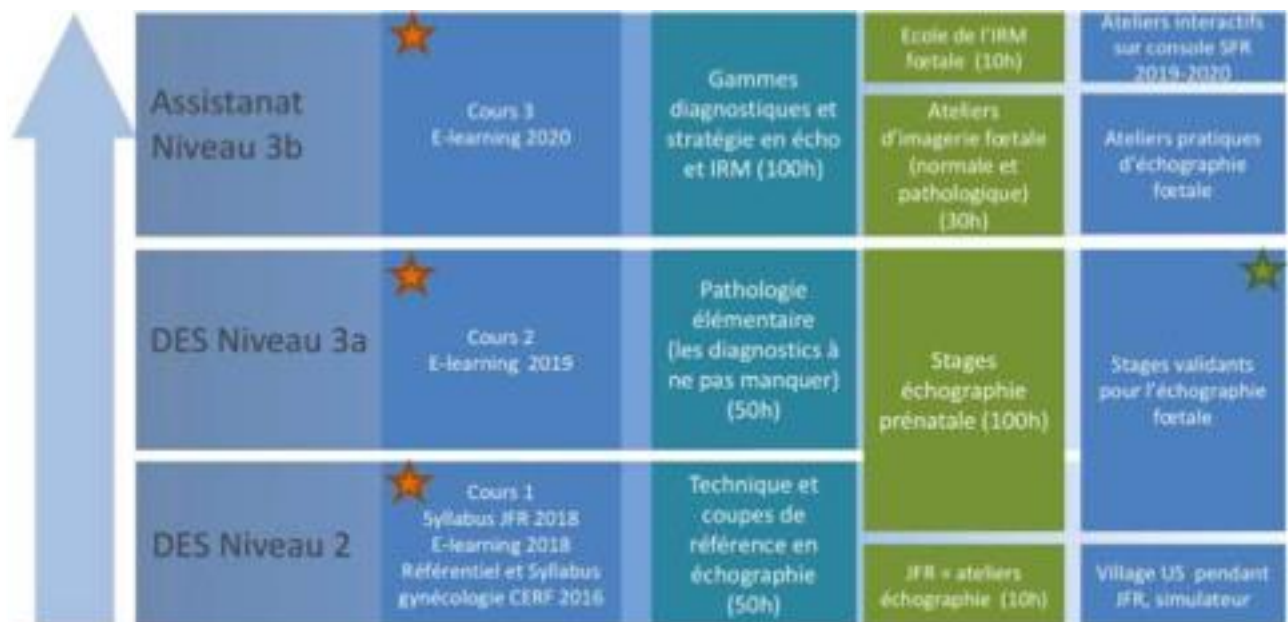 Assistanat
Niveau 3b
Cours 3
E-learning 2020
Gammes
diagnostiques et
stratégie en écho
et IRM (100h)
Ecole de l'IRM
fœtale (10h)
Ateliers
d'imagerie fœtale
(normale et
pathologique)
(30h)
Ateliers interactifs
sur console SFR
2019-2020
Ateliers pratiques
d'échographie
fœtale
DES Niveau 3a
Cours 2
E-learning 2019
Pathologie
élémentaire
(les diagnostics à
ne pas manquer)
(50h)
Stages
échographie
prénatale (100h)
Stages validants
pour l'échographie
fœtale
DES Niveau 2
Cours 1
Syllabus JFR 2018
E-learning 2018
Référentiel et Syllabus
gynécologie CERF 2016
Technique et
coupes de
référence en
échographie
(50h)
JFR = ateliers
échographie (10h)
Village US pendant
JFR, simulateur